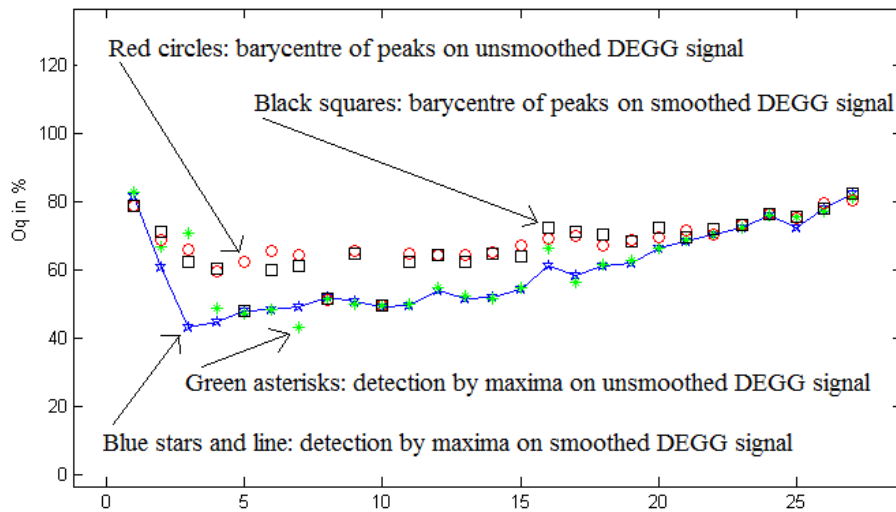 Red circles: barycentre of peaks on unsmoothed DEGG signal
Black squares: barycentre of peaks on smoothed DEGG signal
Green asterisks: detection by maxima on unsmoothed DEGG signal
Blue stars and line: detection by maxima on smoothed DEGG signal
Oq in %
120
100
80
60
40
20
0
0
5
10
15
20
25